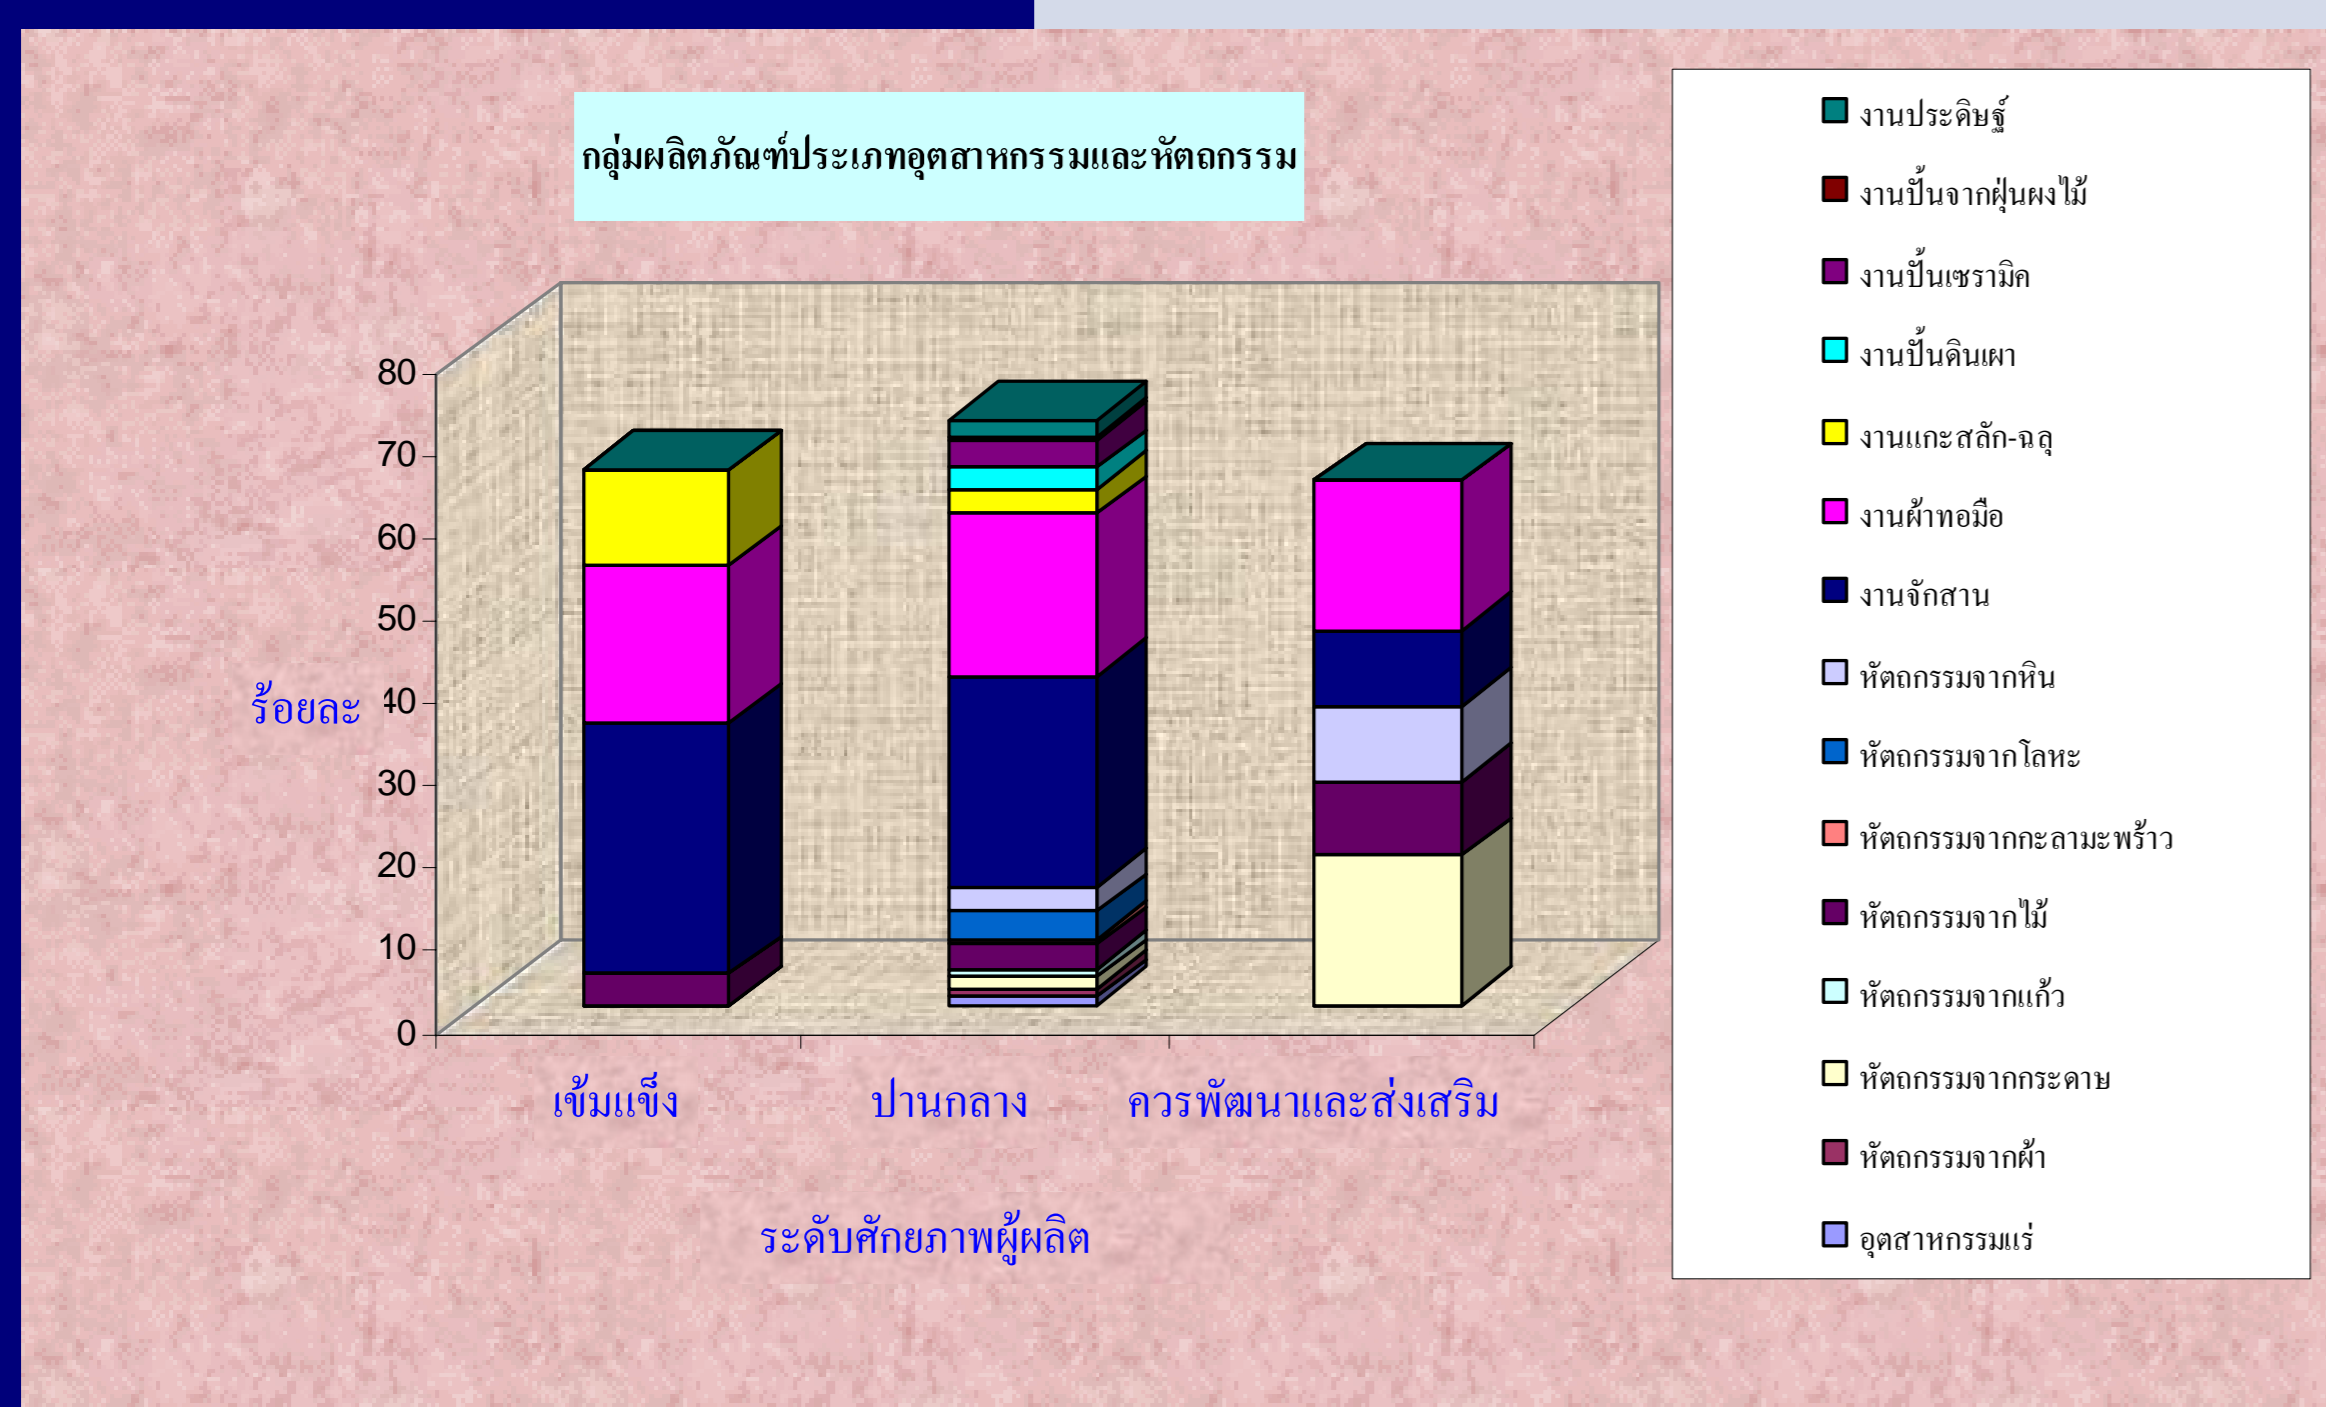 กลุ่มผลิตภัณฑ์ประเภทอุตสาหกรรมและหัตถกรรม
80
70
60
50
40
30
20
10
0
ร้อยละ
เข้มแข็ง
ปานกลาง
ควรพัฒนาและส่งเสริม
ระดับศักยภาพผู้ผลิต
งานประดิษฐ์
งานปั้นจากฝุ่นผงไม้
งานปั้นเซรามิค
งานปั้นดินเผา
งานแกะสลัก-ฉลุ
งานผ้าทอมือ
งานจักสาน
หัตถกรรมจากหิน
หัตถกรรมจากโลหะ
หัตถกรรมจากกะลามะพร้าว
หัตถกรรมจากไม้
หัตถกรรมจากแก้ว
หัตถกรรมจากกระดาษ
หัตถกรรมจากผ้า
อุตสาหกรรมแร่